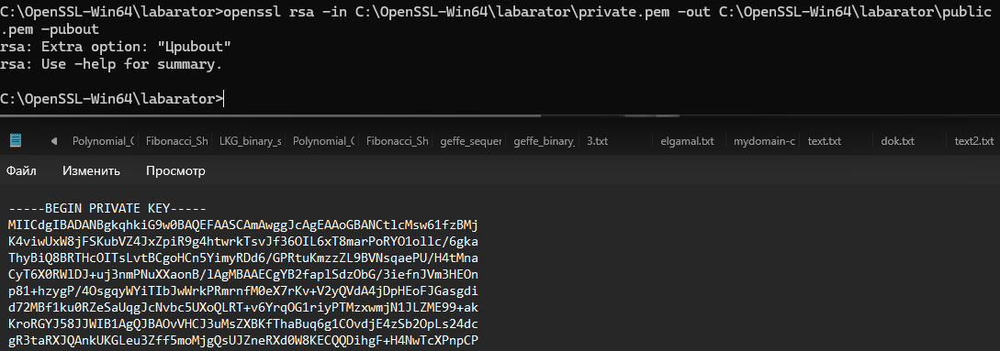 C:\OpenSSL-Win64\labarator>openssl rsa –in C:\OpenSSL-Win64\labarator\private.pem –out C:\OpenSSL-Win64\labarator\public
.pem –pubout
rsa: Extra option: "Цpubout"
rsa: Use -help for summary.
C:\OpenSSL-Win64\labarator>
Polynomial_( Fibonacci_Sh LKG_binary_s Polynomial_( Fibonacci_Sh geffe_sequer geffe_binary_ 3.txt elgamal.txt mydomain-c text.txt dok.txt text2.txt
Файл Изменить Просмотр
-----BEGIN PRIVATE KEY-----
MIICdgIBADANBgkqhkiG9w0BAQEFAASCAmAwggJcAgEAAoGBANCtlcMsw61fzBMj
K4viwUxW8jFSKubVZ4JxZpiR9g4htwrkTsvJf36OIL6xT8marPoRYO1ollc/6gka
ThyBiQ8BRTHcOITsLvtBCgoHCn5YimyRDd6/GPRtuKmzzZL9BVNsqaePU/H4tMna
CyT6X0RWlDJ+uj3nmPNuXXaonB/lAgMBAAECgYB2faplSdzObG/3iefnJVm3HEOn
p81+hzygP/4OsgqyWYiTIbJwWrkPRmrnfM0eX7rKv+V2yQVdA4jDpHEoFJGasgdi
d72MBf1ku0RZeSaUqgJcNvbc5UXoQLRT+v6YrqOG1riyPTMzxwmjN1JLZME99+ak
KroRGYJ58JJWIB1AgQJBAOvVHCJ3uMsZXBKfThaBuq6g1COvdjE4zSb2OpLs24dc
gR3taRXJQAnkUKGLeu3Zff5moMjgQsUJZneRXd0W8KECQQDihgF+H4NwTcXPnpCP